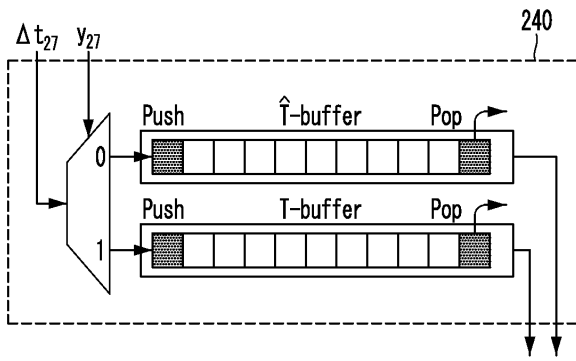 Δt27 y27 240
Push T̂-buffer Pop
0
Push T-buffer Pop
1